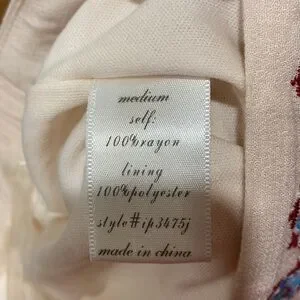 medium
self:
100%rayon
lining
100%polyester
style#ip3475j
made in china